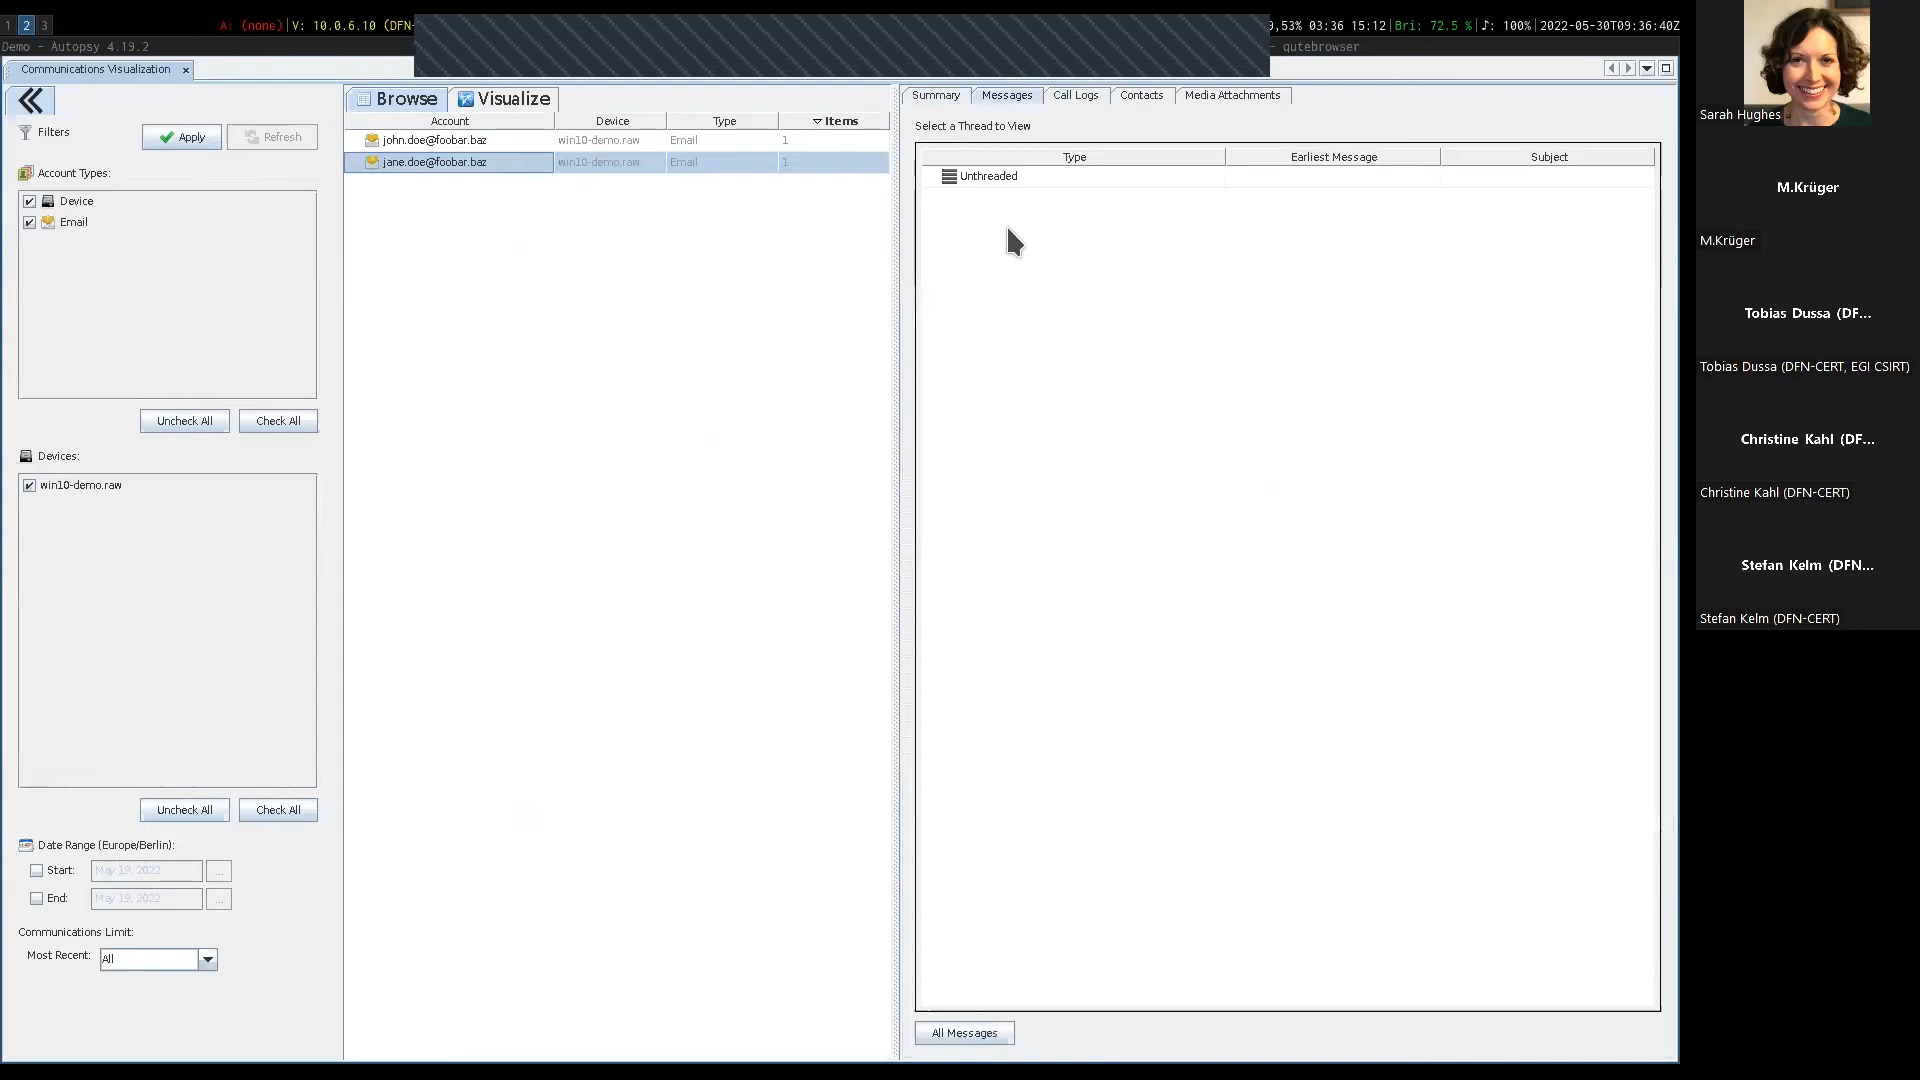 1 2 3
A: (none)
V: 10.0.6.10 (DFN-
,53% 03:36 15:12 Bri: 72.5 % ♪: 100% 2022-05-30T09:36:40Z
Demo - Autopsy 4.19.2
- qutebrowser
Communications Visualization x
Filters
Apply
Refresh
Account Types:
Device
Email
Uncheck All
Check All
Devices:
win10-demo.raw
Uncheck All
Check All
Date Range (Europe/Berlin):
Start: May 19, 2022 ...
End: May 19, 2022 ...
Communications Limit:
Most Recent: All
Browse
Visualize
Account Device Type Items
john.doe@foobar.baz win10-demo.raw Email 1
jane.doe@foobar.baz win10-demo.raw Email 1
Summary Messages Call Logs Contacts Media Attachments
Select a Thread to View
Type Earliest Message Subject
Unthreaded
All Messages
Sarah Hughes
M.Krüger
M.Krüger
Tobias Dussa (DF...
Tobias Dussa (DFN-CERT, EGI CSIRT)
Christine Kahl (DF...
Christine Kahl (DFN-CERT)
Stefan Kelm (DFN...
Stefan Kelm (DFN-CERT)